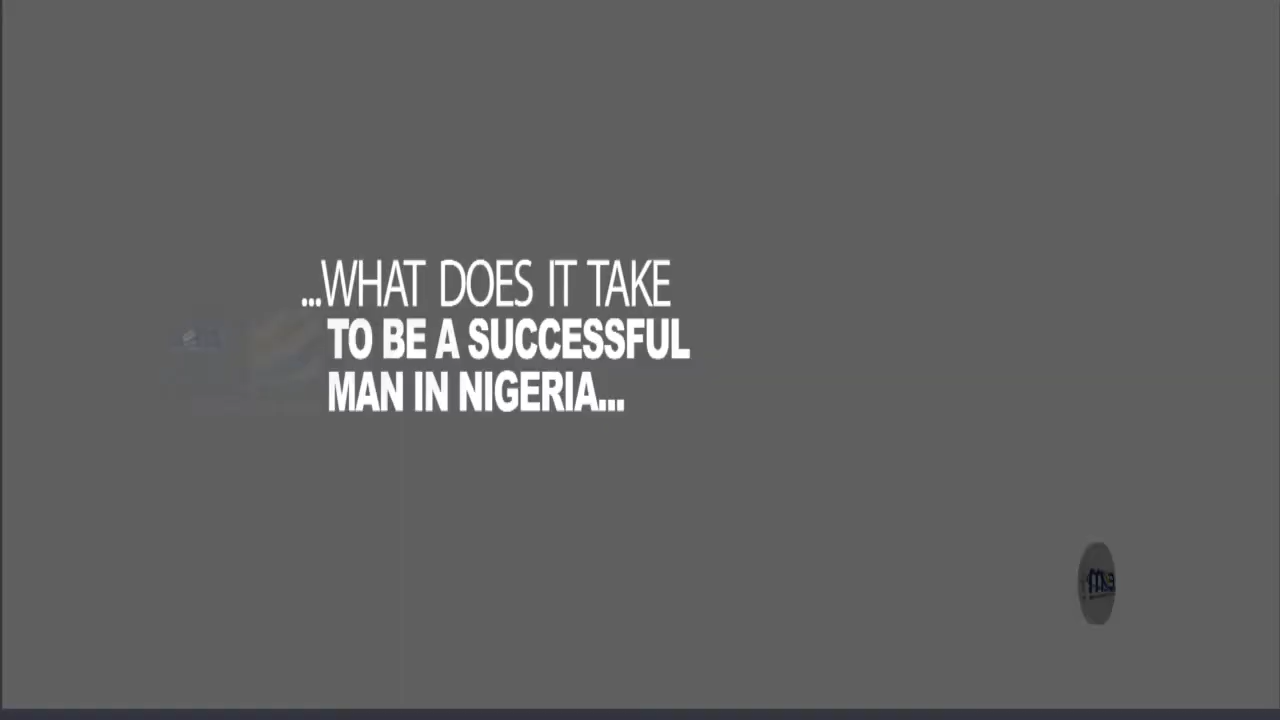 ...WHAT DOES IT TAKE
TO BE A SUCCESSFUL
MAN IN NIGERIA...